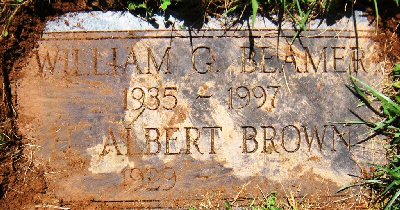 WILLIAM G. BEAMER
1935 - 1997
ALBERT BROWN
1929 -